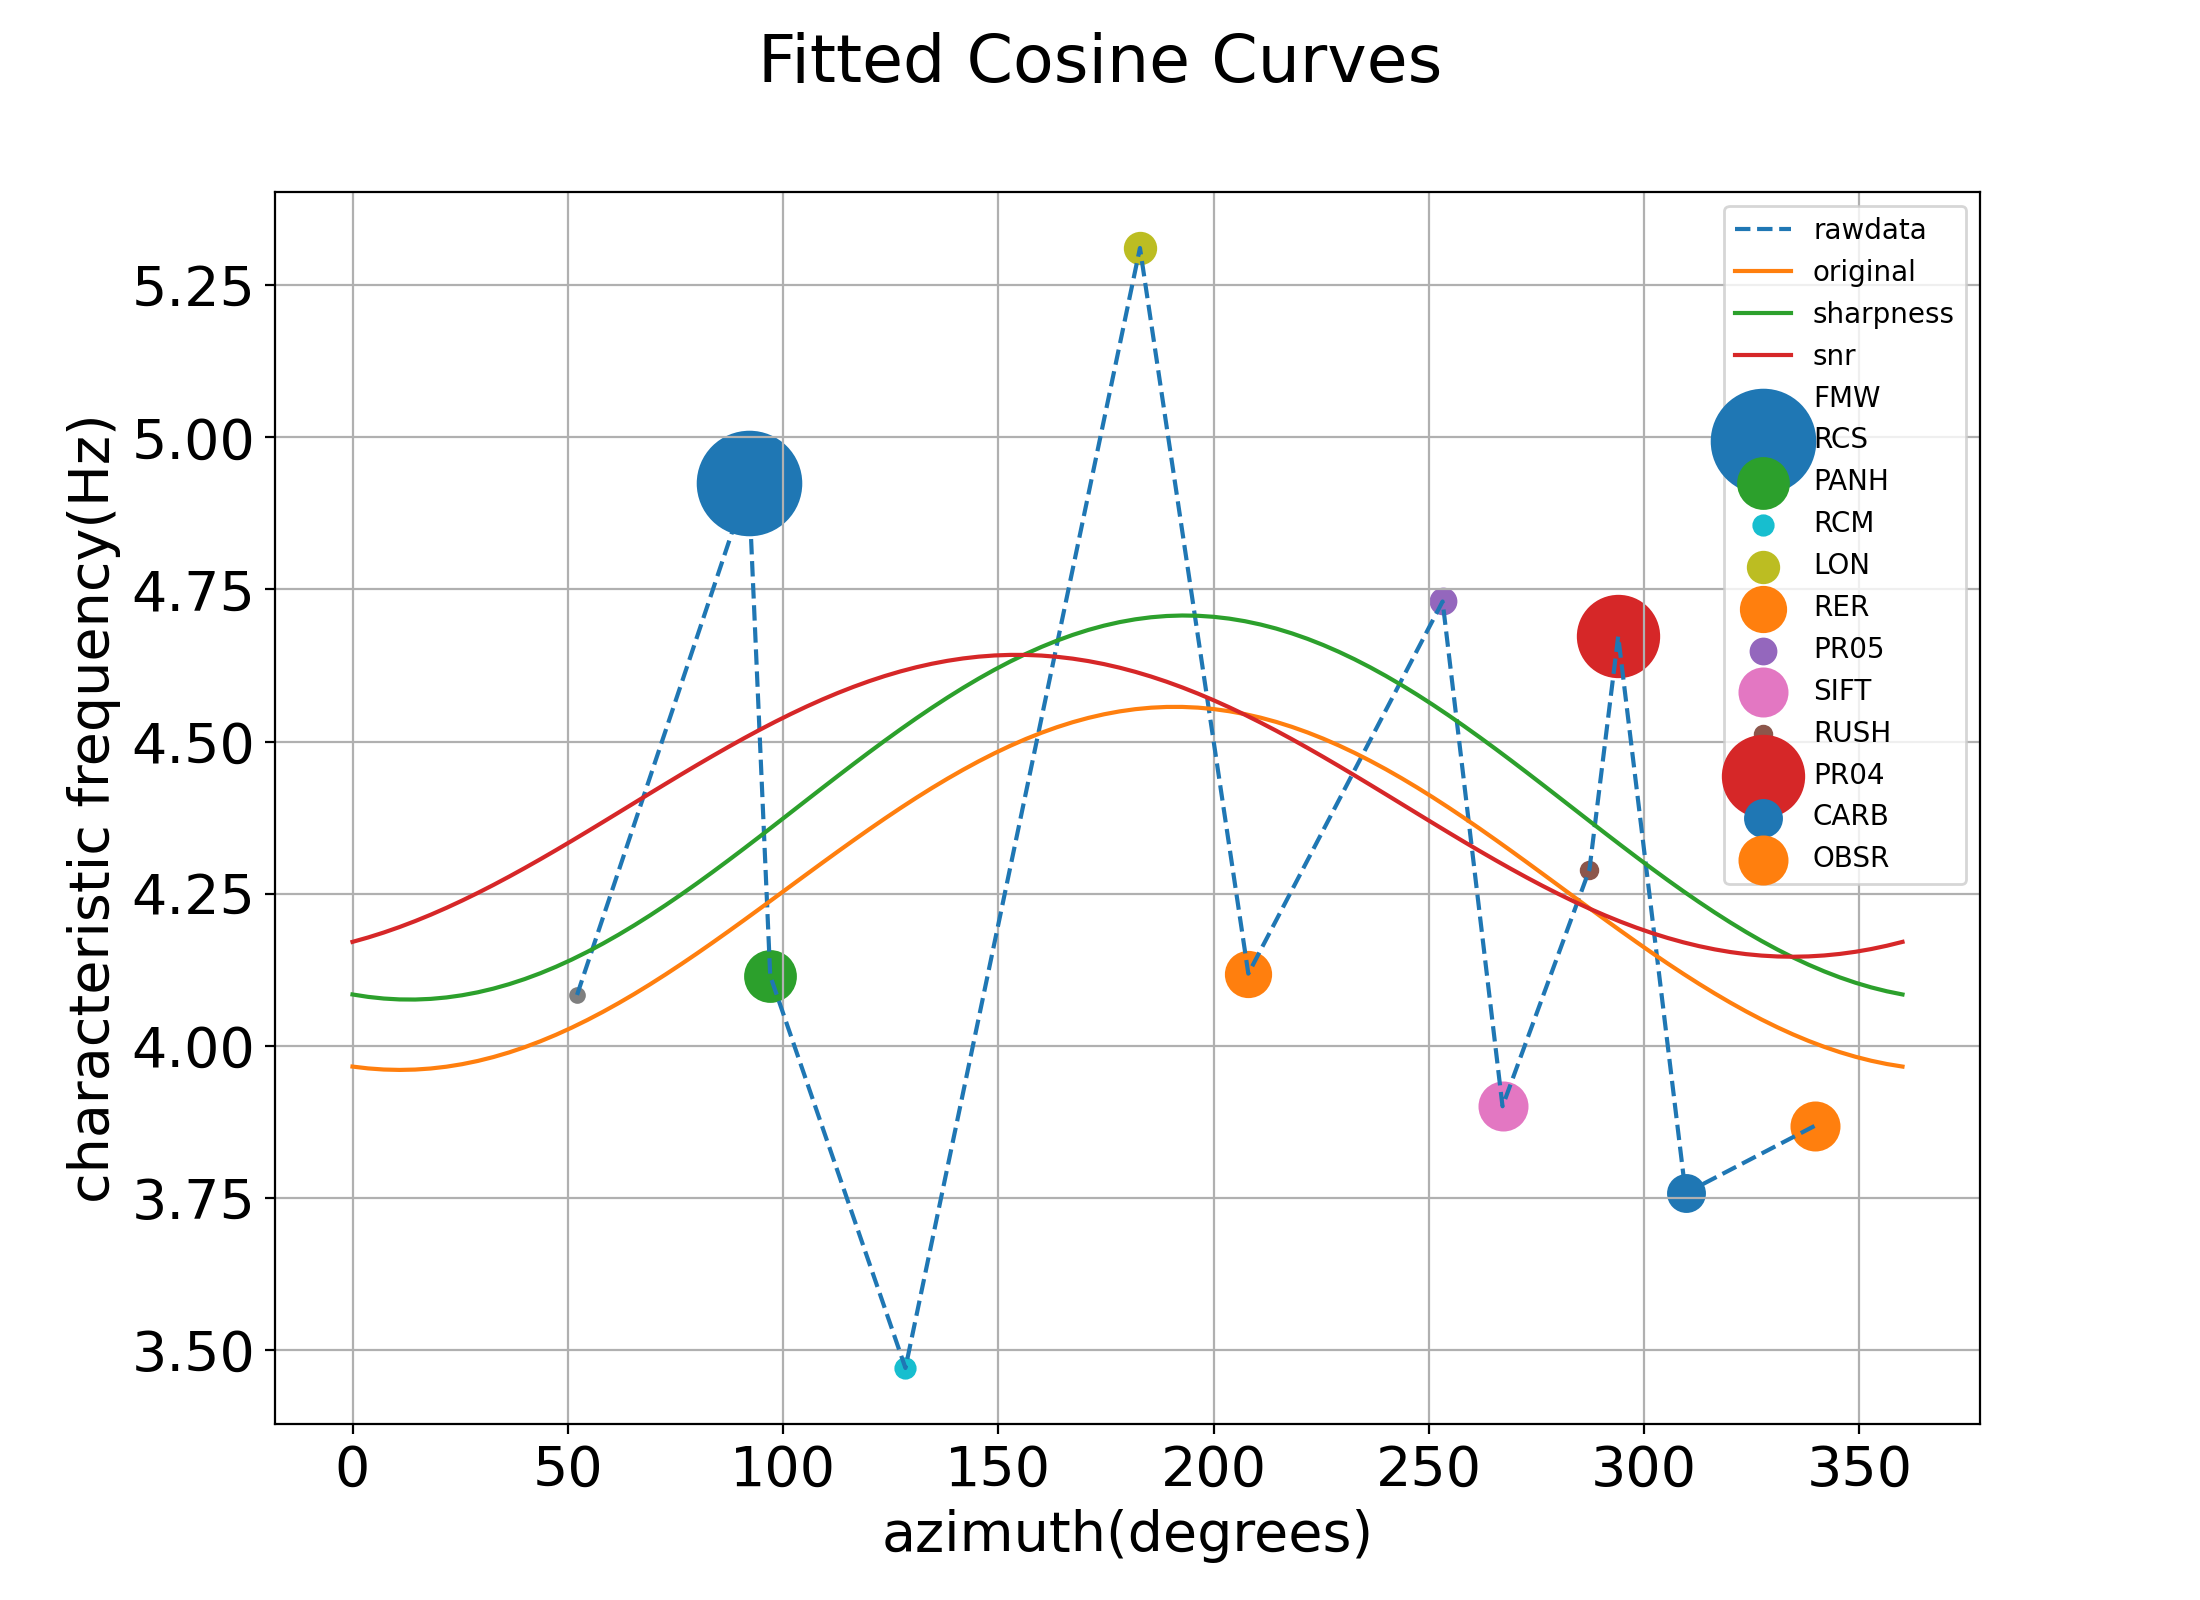 Fitted Cosine Curves
characteristic frequency(Hz)
5.25
5.00
4.75
4.50
4.25
4.00
3.75
3.50
rawdata
original
sharpness
snr
FMW
RCS
PANH
RCM
LON
RER
PR05
SIFT
RUSH
PR04
CARB
OBSR
0 50 100 150 200 250 300 350
azimuth(degrees)